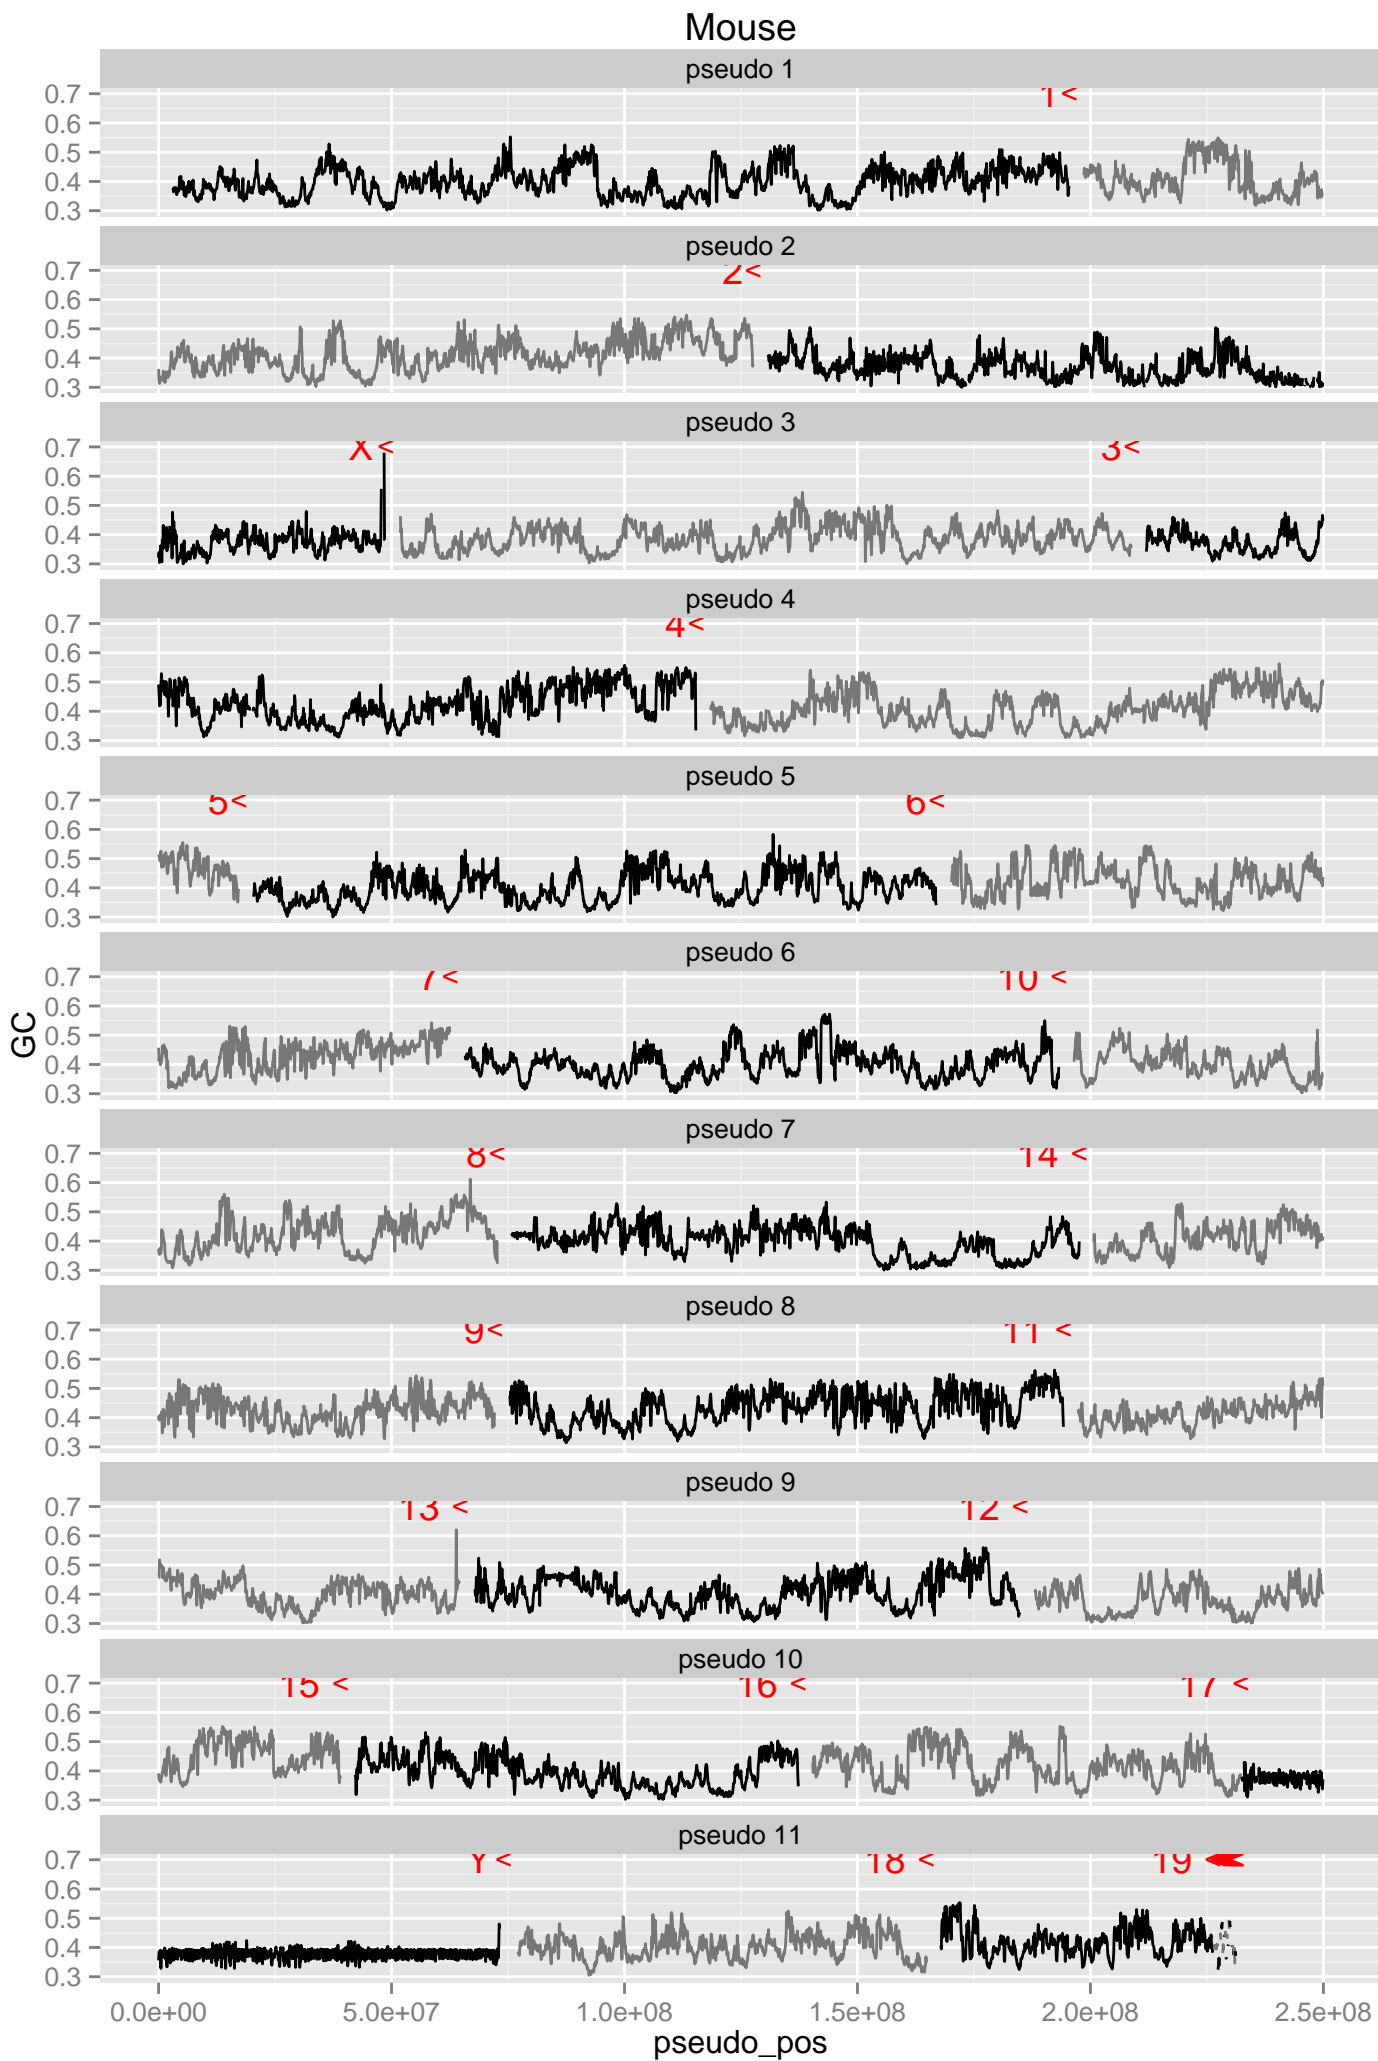 Mouse
pseudo 1
0.7 0.6 0.5 0.4 0.3
1<
pseudo 2
0.7 0.6 0.5 0.4 0.3
2<
pseudo 3
0.7 0.6 0.5 0.4 0.3
X< 3<
pseudo 4
0.7 0.6 0.5 0.4 0.3
4<
pseudo 5
0.7 0.6 0.5 0.4 0.3
5< 6<
pseudo 6
0.7 0.6 0.5 0.4 0.3
7< 10 <
GC
pseudo 7
0.7 0.6 0.5 0.4 0.3
8< 14 <
pseudo 8
0.7 0.6 0.5 0.4 0.3
9< 11 <
pseudo 9
0.7 0.6 0.5 0.4 0.3
13 < 12 <
pseudo 10
0.7 0.6 0.5 0.4 0.3
15 < 16 < 17 <
pseudo 11
0.7 0.6 0.5 0.4 0.3
Y< 18 < 19
0.0e+00 5.0e+07 1.0e+08 1.5e+08 2.0e+08 2.5e+08
pseudo_pos